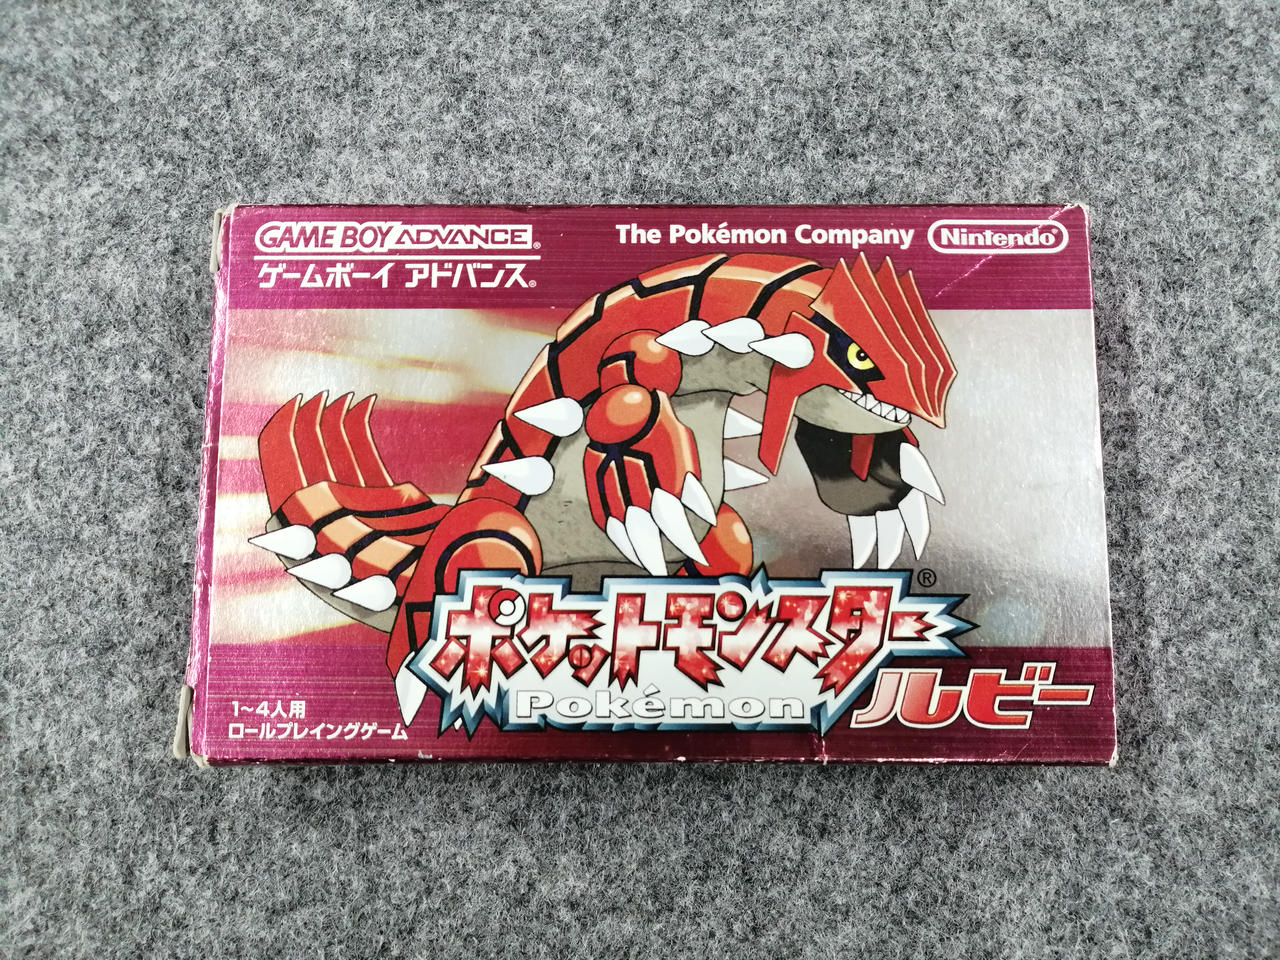 GAME BOY ADVANCE®
ゲームボーイ アドバンス®
The Pokémon Company
Nintendo®
ポケットモンスター®
Pokémon
ルビー
1~4人用
ロールプレイングゲーム